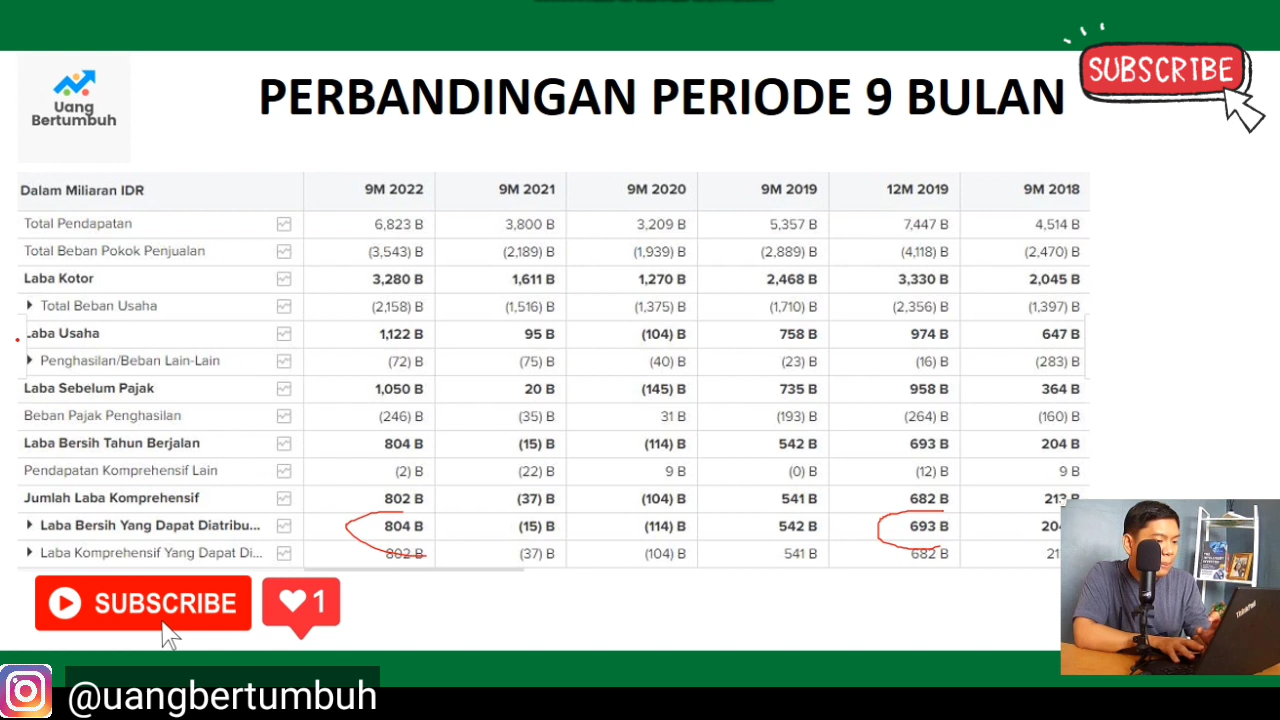 SUBSCRIBE
Uang
Bertumbuh
PERBANDINGAN PERIODE 9 BULAN
Dalam Miliaran IDR 9M 2022 9M 2021 9M 2020 9M 2019 12M 2019 9M 2018
Total Pendapatan 6,823 B 3,800 B 3,209 B 5,357 B 7,447 B 4,514 B
Total Beban Pokok Penjualan (3,543) B (2,189) B (1,939) B (2,889) B (4,118) B (2,470) B
Laba Kotor 3,280 B 1,611 B 1,270 B 2,468 B 3,330 B 2,045 B
Total Beban Usaha (2,158) B (1,516) B (1,375) B (1,710) B (2,356) B (1,397) B
Laba Usaha 1,122 B 95 B (104) B 758 B 974 B 647 B
Penghasilan/Beban Lain-Lain (72) B (75) B (40) B (23) B (16) B (283) B
Laba Sebelum Pajak 1,050 B 20 B (145) B 735 B 958 B 364 B
Beban Pajak Penghasilan (246) B (35) B 31 B (193) B (264) B (160) B
Laba Bersih Tahun Berjalan 804 B (15) B (114) B 542 B 693 B 204 B
Pendapatan Komprehensif Lain (2) B (22) B 9 B (0) B (12) B 9 B
Jumlah Laba Komprehensif 802 B (37) B (104) B 541 B 682 B 213 B
Laba Bersih Yang Dapat Diatribu... 804 B (15) B (114) B 542 B 693 B 204
Laba Komprehensif Yang Dapat Di... 802 B (37) B (104) B 541 B 682 B 21
SUBSCRIBE 1
ThinkPad
@uangbertumbuh